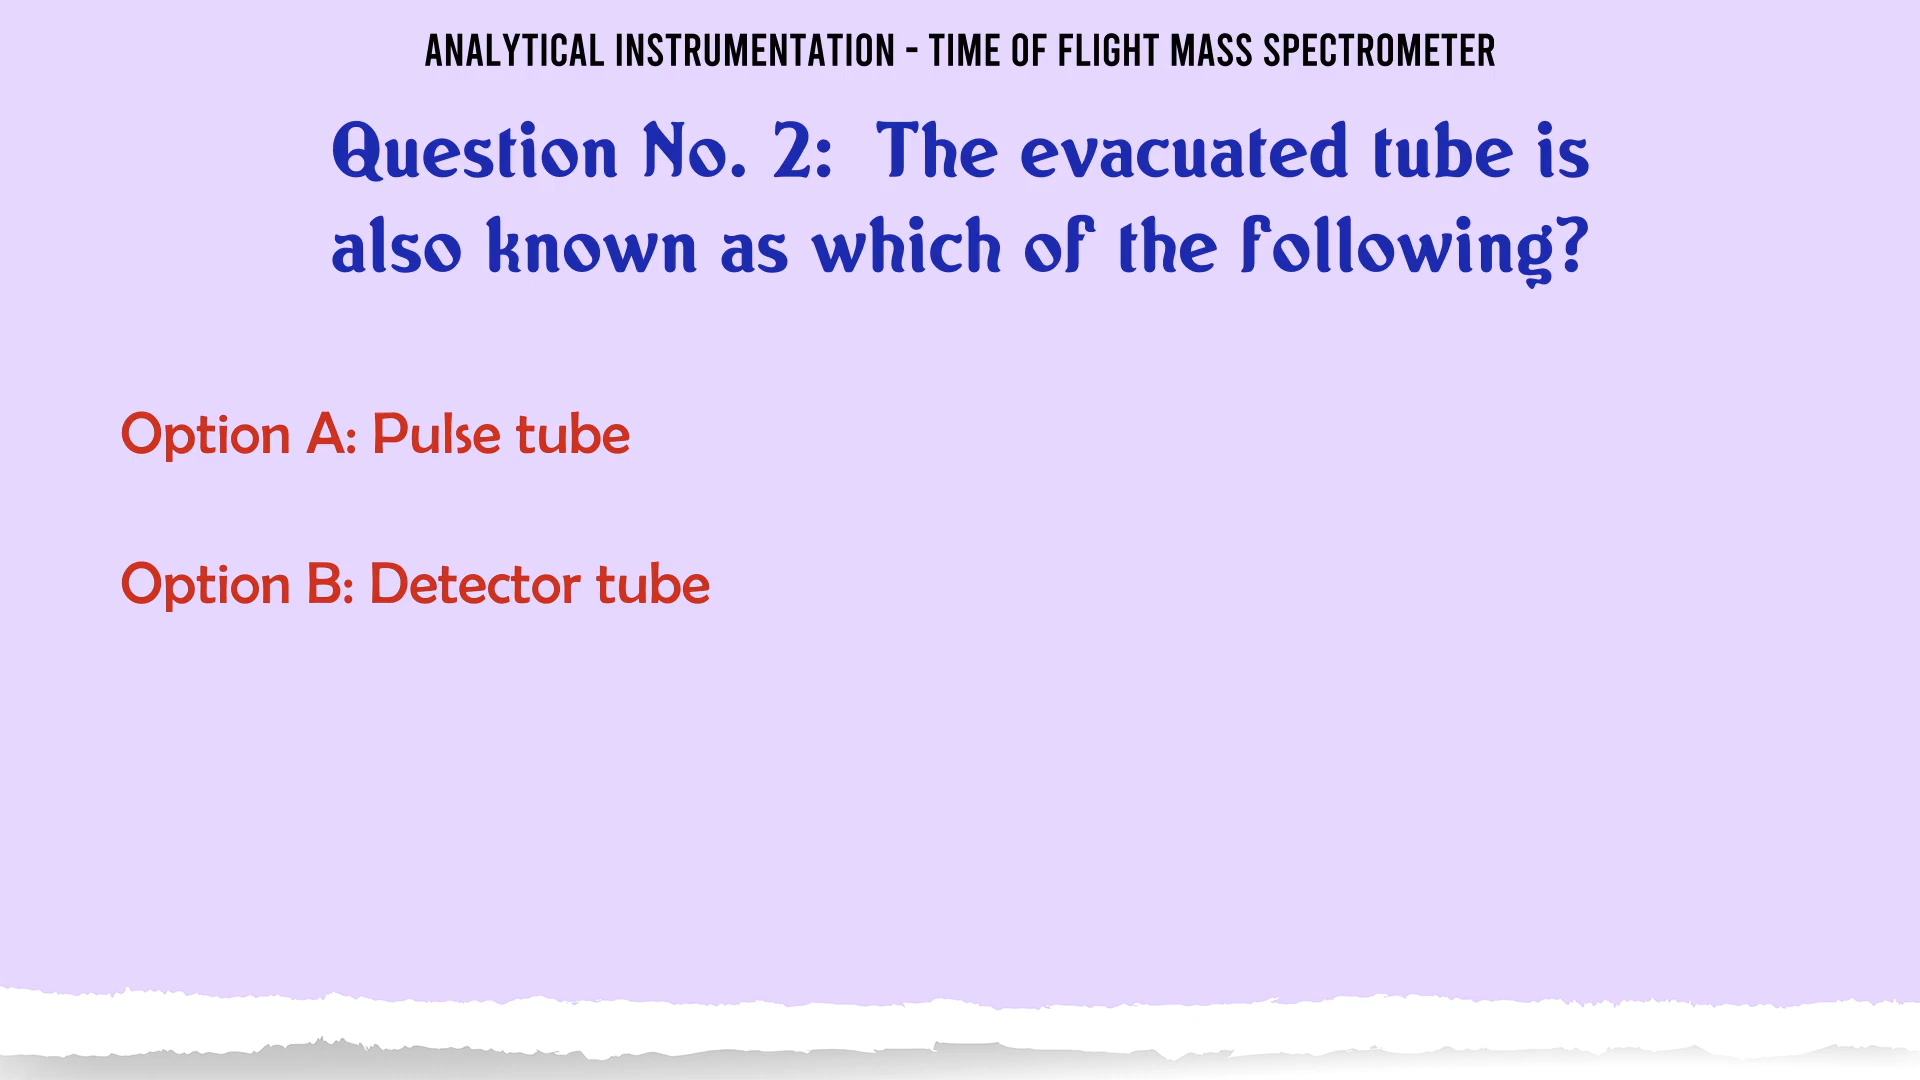 ANALYTICAL INSTRUMENTATION - TIME OF FLIGHT MASS SPECTROMETER
Question No. 2: The evacuated tube is
also known as which of the following?
Option A: Pulse tube
Option B: Detector tube